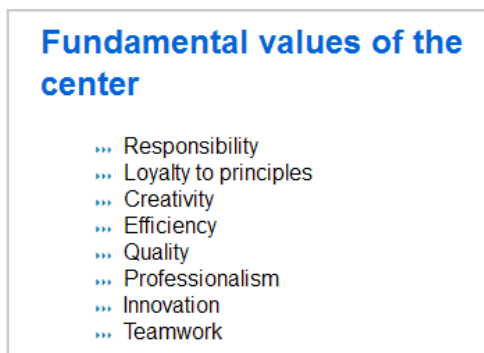 Fundamental values of the
center
Responsibility
Loyalty to principles
Creativity
Efficiency
Quality
Professionalism
Innovation
Teamwork